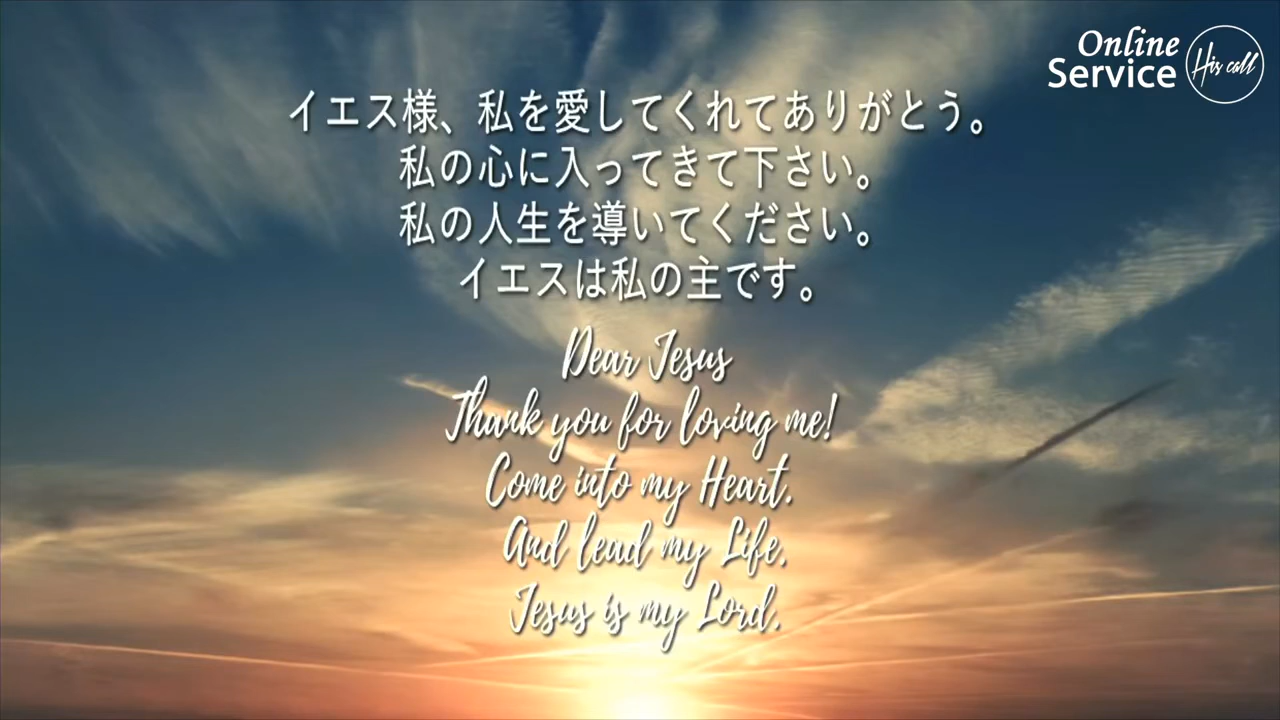 Online
Service
His call
イエス様、私を愛してくれてありがとう。
私の心に入ってきて下さい。
私の人生を導いてください。
イエスは私の主です。
Dear Jesus
Thank you for loving me!
Come into my Heart.
And lead my Life.
Jesus is my Lord.